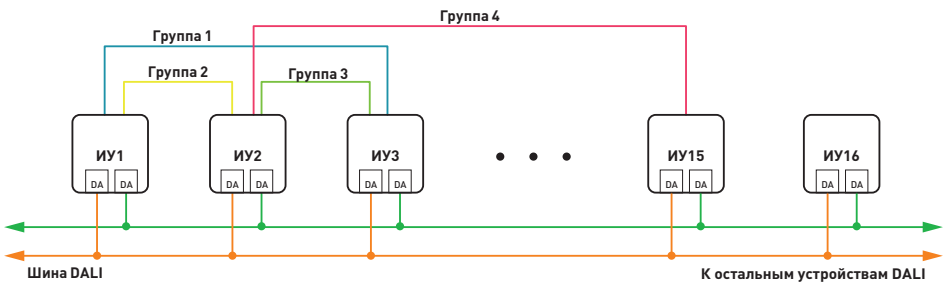 Группа 4
Группа 1
Группа 2
Группа 3
ИУ1
ИУ2
ИУ3
ИУ15
ИУ16
DA
DA
DA
DA
DA
DA
DA
DA
DA
DA
Шина DALI
К остальным устройствам DALI